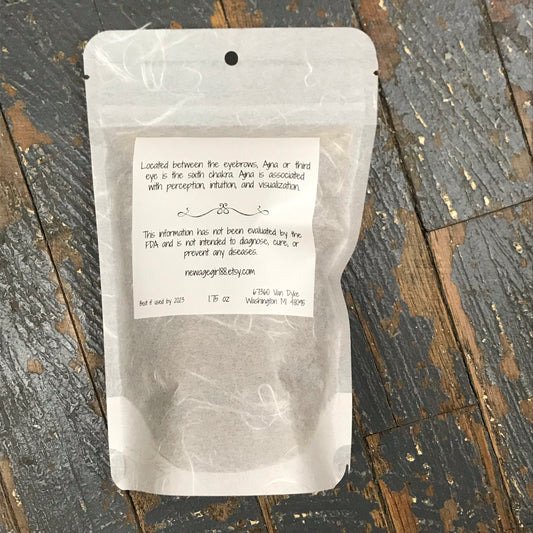 Located between the eyebrows, Ajna or third
eye is the sixth chakra. Ajna is associated
with perception, intuition, and visualization.
This information has not been evaluated by the
FDA and is not intended to diagnose, cure, or
prevent any diseases.
newagegirl88.etsy.com
67360 Van Dyke
Best if used by 2023 1.75 oz Washington MI 48095